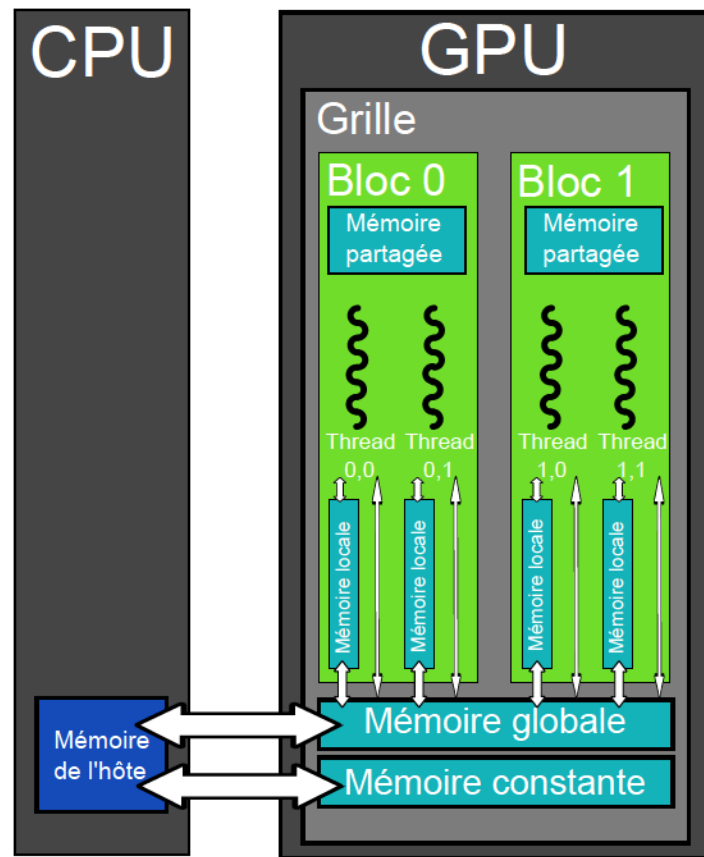 CPU
GPU
Grille
Bloc 0
Mémoire
partagée
Thread
0,0
Thread
0,1
Mémoire locale
Mémoire locale
Bloc 1
Mémoire
partagée
Thread
1,0
Thread
1,1
Mémoire locale
Mémoire locale
Mémoire
de l'hôte
Mémoire globale
Mémoire constante